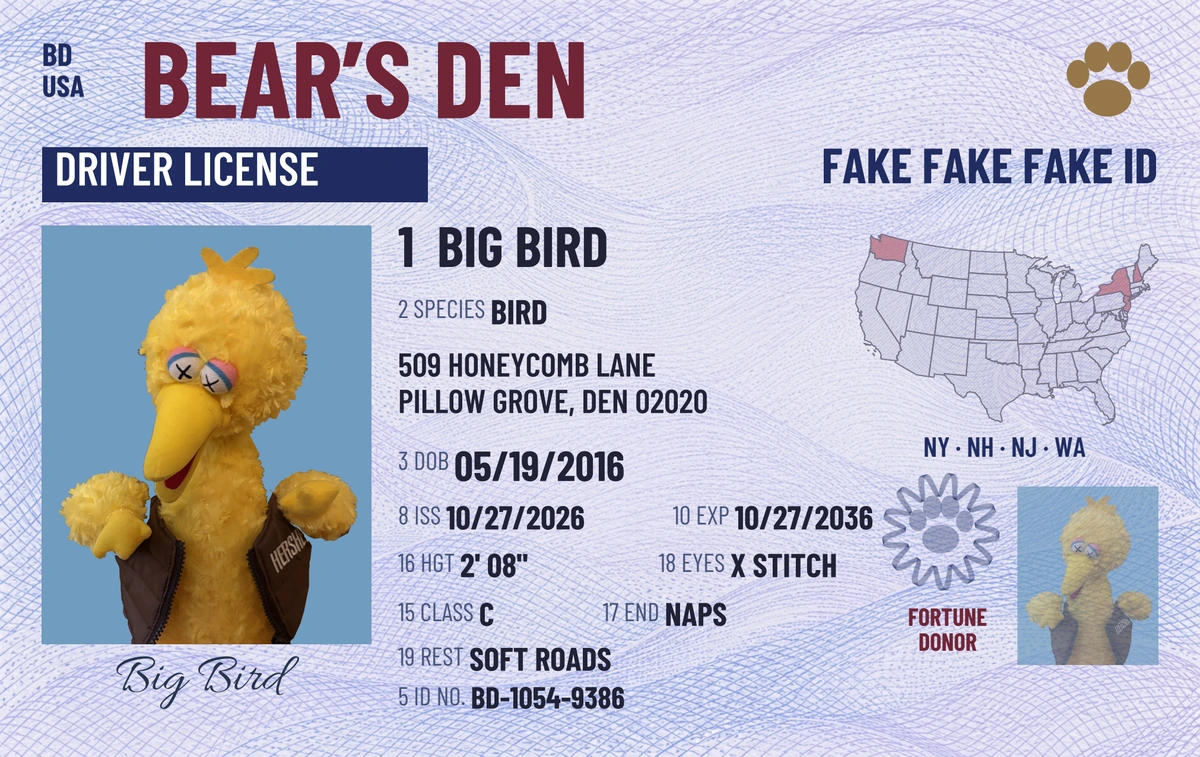 BD
USA
BEAR'S DEN
DRIVER LICENSE
FAKE FAKE FAKE ID
1 BIG BIRD
2 SPECIES BIRD
509 HONEYCOMB LANE
PILLOW GROVE, DEN 02020
NY · NH · NJ · WA
3 DOB 05/19/2016
8 ISS 10/27/2026
10 EXP 10/27/2036
16 HGT 2' 08"
18 EYES X STITCH
15 CLASS C
17 END NAPS
FORTUNE
DONOR
19 REST SOFT ROADS
5 ID NO. BD-1054-9386
Big Bird